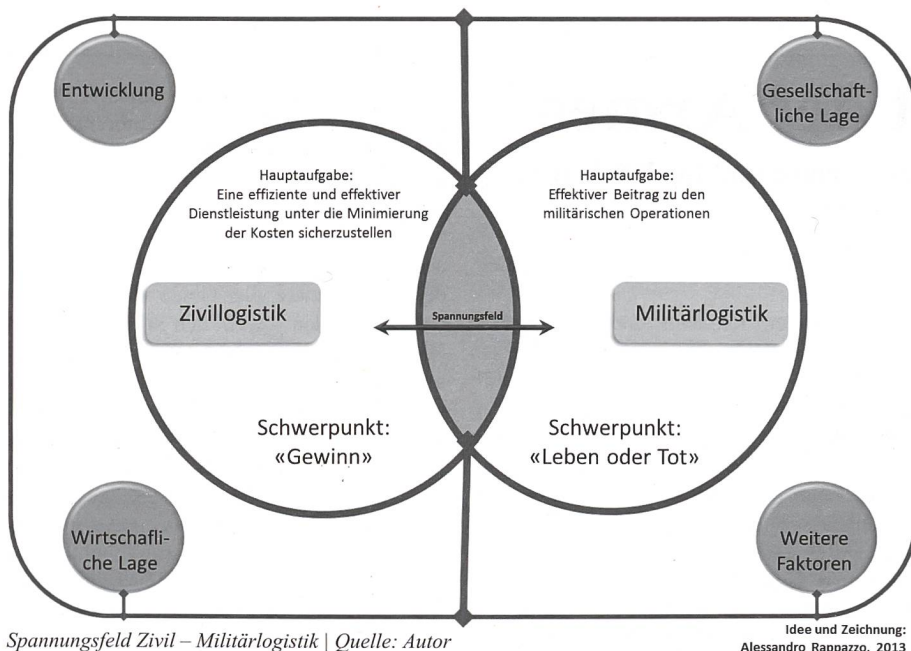 Entwicklung
Gesellschaft-
liche Lage
Hauptaufgabe:
Eine effiziente und effektiver
Dienstleistung unter die Minimierung
der Kosten sicherzustellen
Hauptaufgabe:
Effektiver Beitrag zu den
militärischen Operationen
Zivillogistik
Spannungsfeld
Militärlogistik
Schwerpunkt:
«Gewinn»
Schwerpunkt:
«Leben oder Tot»
Wirtschafli-
che Lage
Weitere
Faktoren
Spannungsfeld Zivil – Militärlogistik | Quelle: Autor
Idee und Zeichnung:
Alessandro Rappazzo, 2013